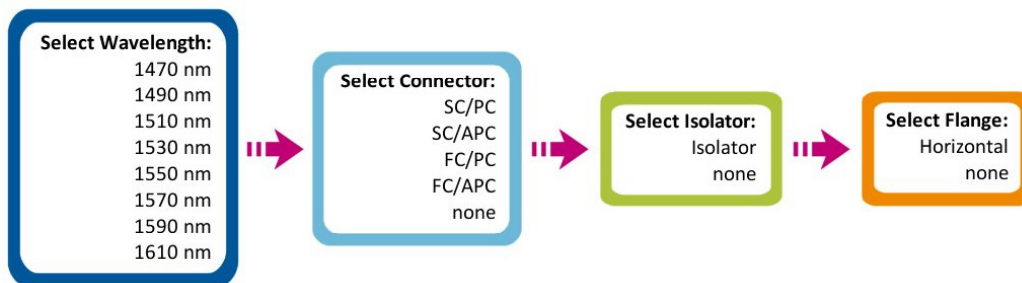 Select Wavelength:
1470 nm
1490 nm
1510 nm
1530 nm
1550 nm
1570 nm
1590 nm
1610 nm
Select Connector:
SC/PC
SC/APC
FC/PC
FC/APC
none
Select Isolator:
Isolator
none
Select Flange:
Horizontal
none